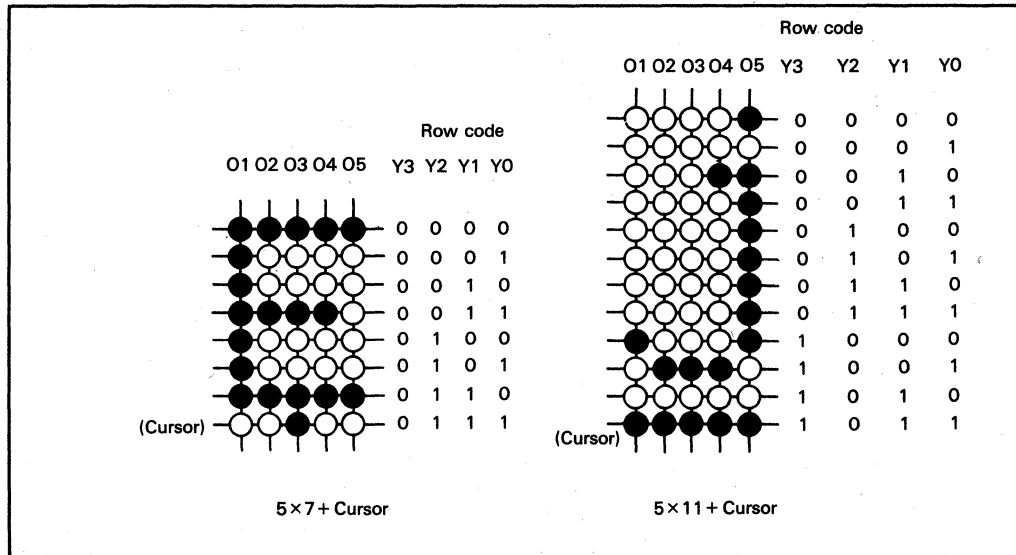 Row code
O1 O2 O3 O4 O5 Y3 Y2 Y1 Y0
0 0 0 0
0 0 0 1
0 0 1 0
0 0 1 1
0 1 0 0
0 1 0 1
0 1 1 0
(Cursor) 0 1 1 1
5×7+Cursor
Row code
O1 O2 O3 O4 O5 Y3 Y2 Y1 Y0
0 0 0 0
0 0 0 1
0 0 1 0
0 0 1 1
0 1 0 0
0 1 0 1
0 1 1 0
0 1 1 1
1 0 0 0
1 0 0 1
1 0 1 0
(Cursor) 1 0 1 1
5×11+Cursor